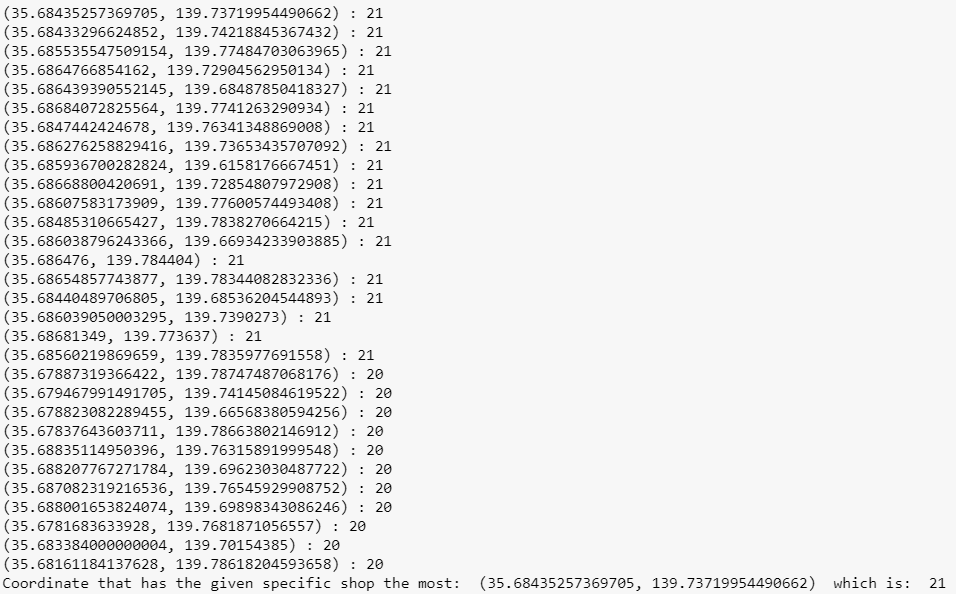 (35.68435257369705, 139.73719954490662) : 21
(35.68433296624852, 139.74218845367432) : 21
(35.685535547509154, 139.77484703063965) : 21
(35.6864766854162, 139.72904562950134) : 21
(35.686439390552145, 139.68487850418327) : 21
(35.68684072825564, 139.7741263290934) : 21
(35.6847442424678, 139.76341348869008) : 21
(35.686276258829416, 139.73653435707092) : 21
(35.685936700282824, 139.6158176667451) : 21
(35.68668800420691, 139.72854807972908) : 21
(35.68607583173909, 139.77600574493408) : 21
(35.68485310665427, 139.7838270664215) : 21
(35.686038796243366, 139.66934233903885) : 21
(35.686476, 139.784404) : 21
(35.68654857743877, 139.78344082832336) : 21
(35.68440489706805, 139.68536204544893) : 21
(35.686039050003295, 139.7390273) : 21
(35.68681349, 139.773637) : 21
(35.68560219869659, 139.7835977691558) : 21
(35.67887319366422, 139.78747487068176) : 20
(35.679467991491705, 139.74145084619522) : 20
(35.678823082289455, 139.66568380594256) : 20
(35.67837643603711, 139.78663802146912) : 20
(35.68835114950396, 139.76315891999548) : 20
(35.688207767271784, 139.69623030487722) : 20
(35.687082319216536, 139.76545929908752) : 20
(35.688001653824074, 139.69898343086246) : 20
(35.6781683633928, 139.7681871056557) : 20
(35.683384000000004, 139.70154385) : 20
(35.68161184137628, 139.78618204593658) : 20
Coordinate that has the given specific shop the most:  (35.68435257369705, 139.73719954490662)  which is:  21